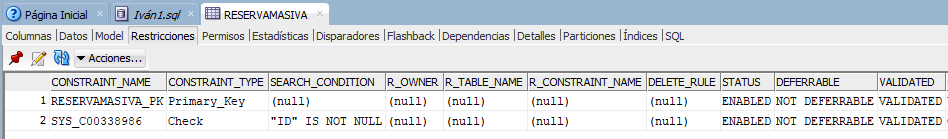 Página Inicial Iván1.sql RESERVAMASIVA
Columnas Datos Model Restricciones Permisos Estadísticas Disparadores Flashback Dependencias Detalles Particiones Índices SQL
Acciones...
CONSTRAINT_NAME CONSTRAINT_TYPE SEARCH_CONDITION R_OWNER R_TABLE_NAME R_CONSTRAINT_NAME DELETE_RULE STATUS DEFERRABLE VALIDATED
1 RESERVAMASIVA_PK Primary_Key (null) (null) (null) (null) (null) ENABLED NOT DEFERRABLE VALIDATED
2 SYS_C00338986 Check "ID" IS NOT NULL (null) (null) (null) (null) ENABLED NOT DEFERRABLE VALIDATED